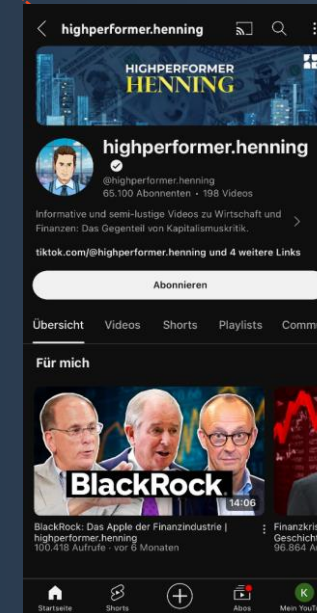 highperformer.henning
HIGHPERFORMER
HENNING
highperformer.henning
@highperformer.henning
65.100 Abonnenten • 198 Videos
Informative und semi-lustige Videos zu Wirtschaft und
Finanzen: Das Gegenteil von Kapitalismuskritik.
tiktok.com/@highperformer.henning und 4 weitere Links
Abonnieren
Übersicht Videos Shorts Playlists Commu
Für mich
BlackRock.
14:06
BlackRock: Das Apple der Finanzindustrie |
highperformer.henning
100.418 Aufrufe · vor 6 Monaten
Finanzkris
Geschicht
96.864 A
Startseite Shorts Abos Mein YouT
K